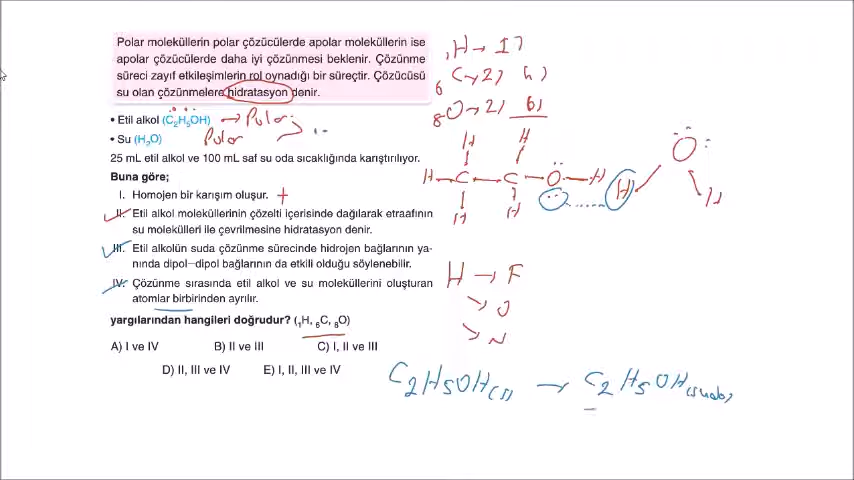 Polar moleküllerin polar çözücülerde apolar moleküllerin ise
apolar çözücülerde daha iyi çözünmesi beklenir. Çözünme
süreci zayıf etkileşimlerin rol oynadığı bir süreçtir. Çözücüsü
su olan çözünmelere hidratasyon denir.
• Etil alkol (C₂H₅OH) → Polar
• Su (H₂O) Polar
25 mL etil alkol ve 100 mL saf su oda sıcaklığında karıştırılıyor.
Buna göre;
I. Homojen bir karışım oluşur. +
II. Etil alkol moleküllerinin çözelti içerisinde dağılarak etraafının
su molekülleri ile çevrilmesine hidratasyon denir.
III. Etil alkolün suda çözünme sürecinde hidrojen bağlarının ya-
nında dipol–dipol bağlarının da etkili olduğu söylenebilir.
IV. Çözünme sırasında etil alkol ve su moleküllerini oluşturan
atomlar birbirinden ayrılır.
yargılarından hangileri doğrudur? (₁H, ₆C, ₈O)
A) I ve IV B) II ve III C) I, II ve III
D) II, III ve IV E) I, II, III ve IV
₁H → 1)
₆C → 2) 4)
₈O → 2) 6)
H H
H C C O H H O
H H H
H → F
→ O
→ N
C₂H₅OH(s) → C₂H₅OH(suda)